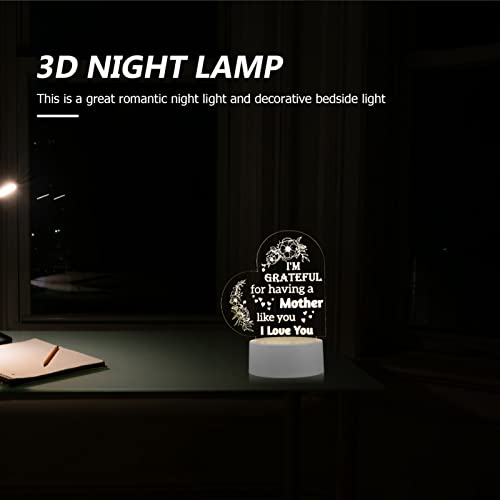 3D NIGHT LAMP
This is a great romantic night light and decorative bedside light
I'M
GRATEFUL
for having a
Mother
like you
I Love You